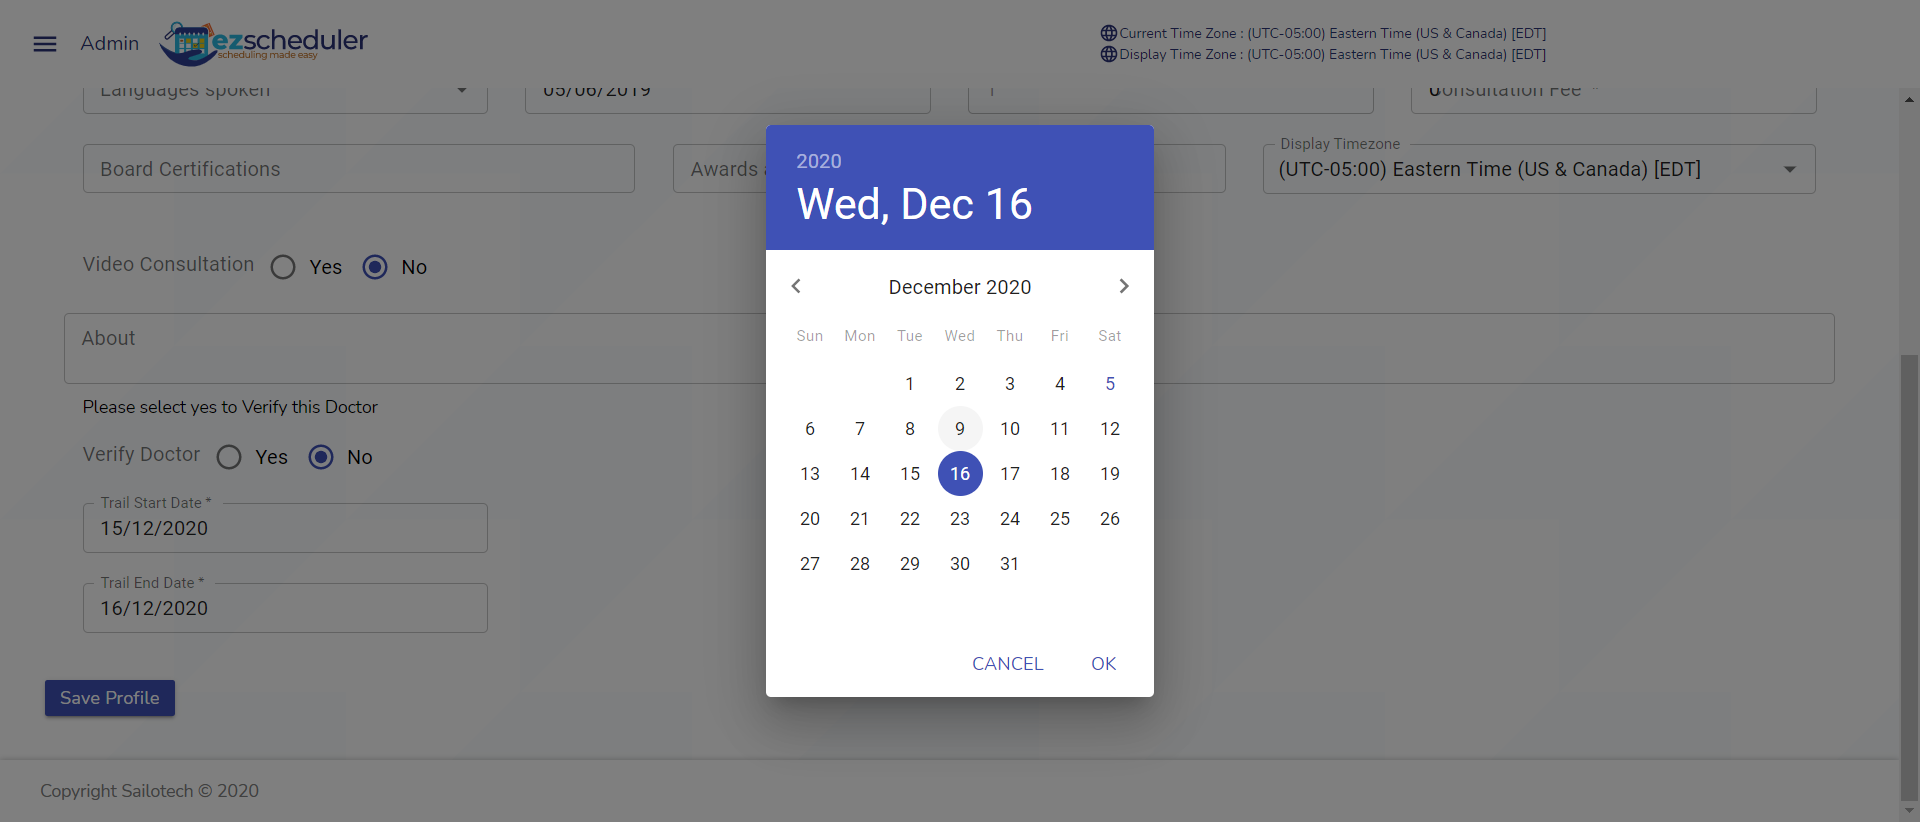 Admin
ezscheduler
scheduling made easy
Current Time Zone : (UTC-05:00) Eastern Time (US & Canada) [EDT]
Display Time Zone : (UTC-05:00) Eastern Time (US & Canada) [EDT]
Languages spoken
05/06/2019
Consultation Fee *
Board Certifications
Awards
Display Timezone
(UTC-05:00) Eastern Time (US & Canada) [EDT]
Video Consultation Yes No
About
Please select yes to Verify this Doctor
Verify Doctor Yes No
Trail Start Date *
15/12/2020
Trail End Date *
16/12/2020
Save Profile
2020
Wed, Dec 16
December 2020
Sun Mon Tue Wed Thu Fri Sat
1 2 3 4 5
6 7 8 9 10 11 12
13 14 15 16 17 18 19
20 21 22 23 24 25 26
27 28 29 30 31
CANCEL OK
Copyright Sailotech © 2020